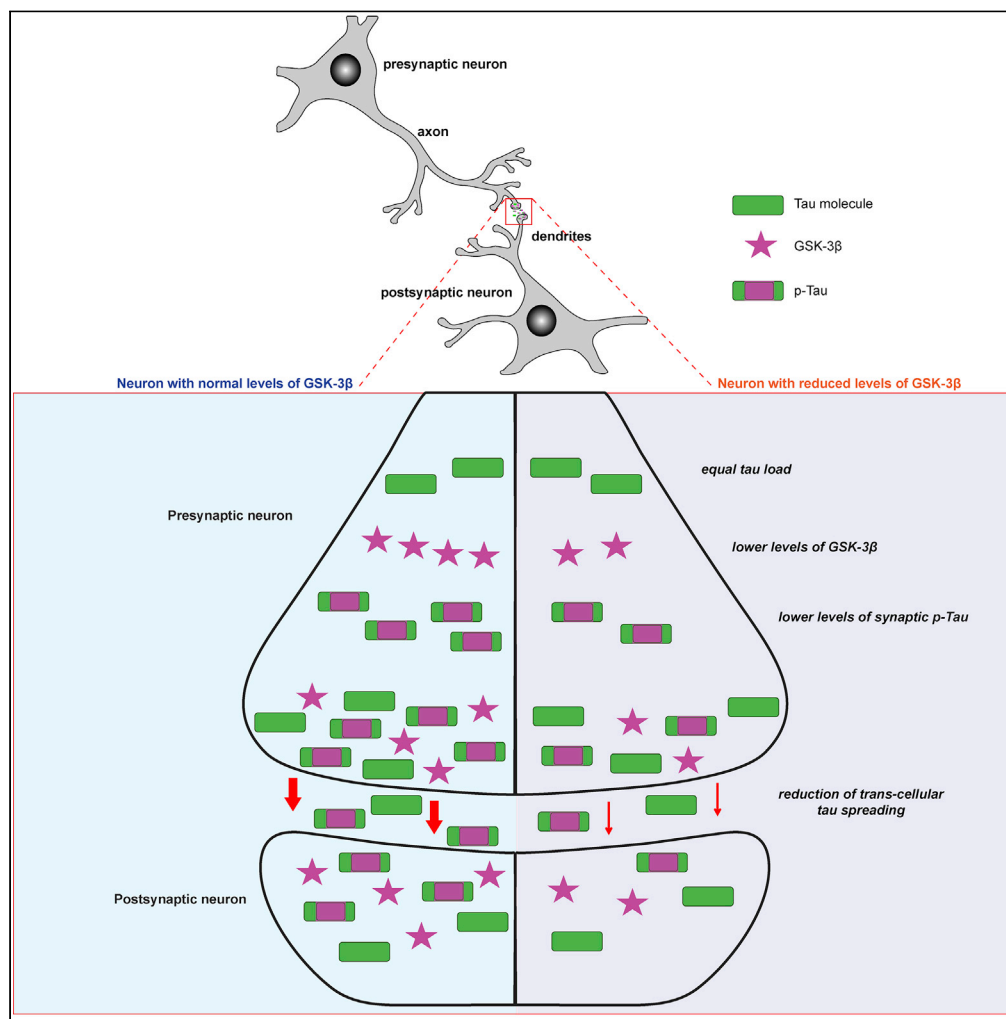 presynaptic neuron
axon
Tau molecule
GSK-3β
dendrites
p-Tau
postsynaptic neuron
Neuron with normal levels of GSK-3β
Neuron with reduced levels of GSK-3β
equal tau load
Presynaptic neuron
lower levels of GSK-3β
lower levels of synaptic p-Tau
reduction of trans-cellular
tau spreading
Postsynaptic neuron